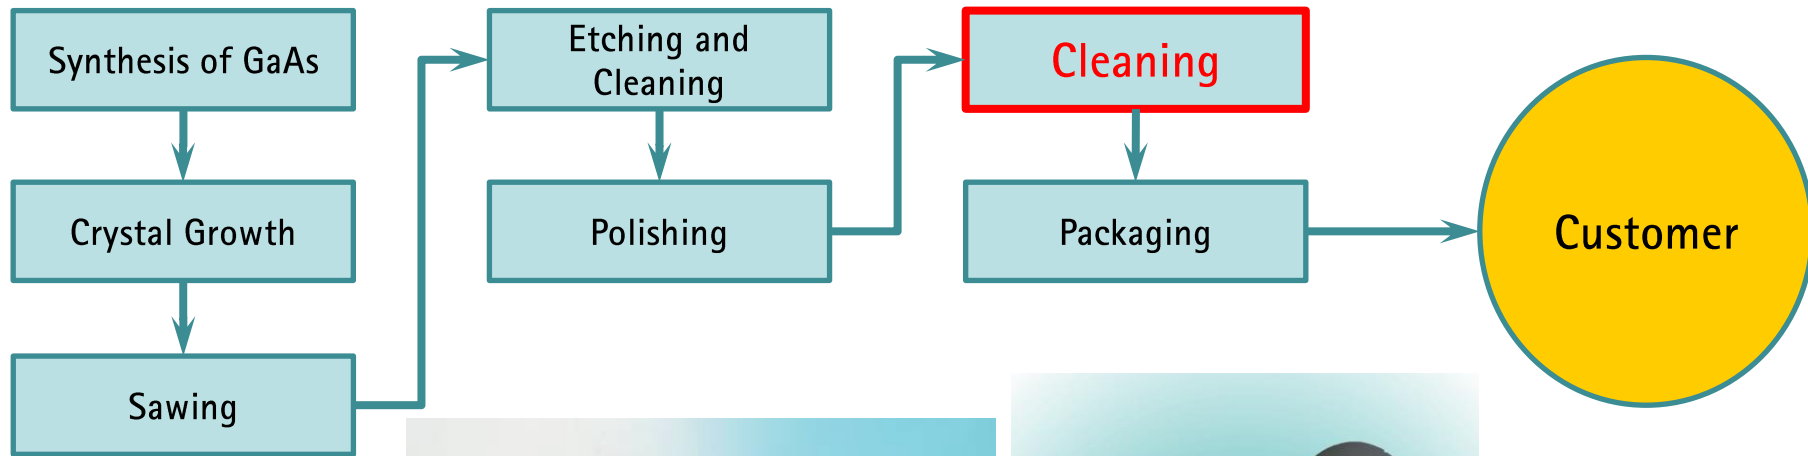 Synthesis of GaAs
Crystal Growth
Sawing
Etching and
Cleaning
Polishing
Cleaning
Packaging
Customer